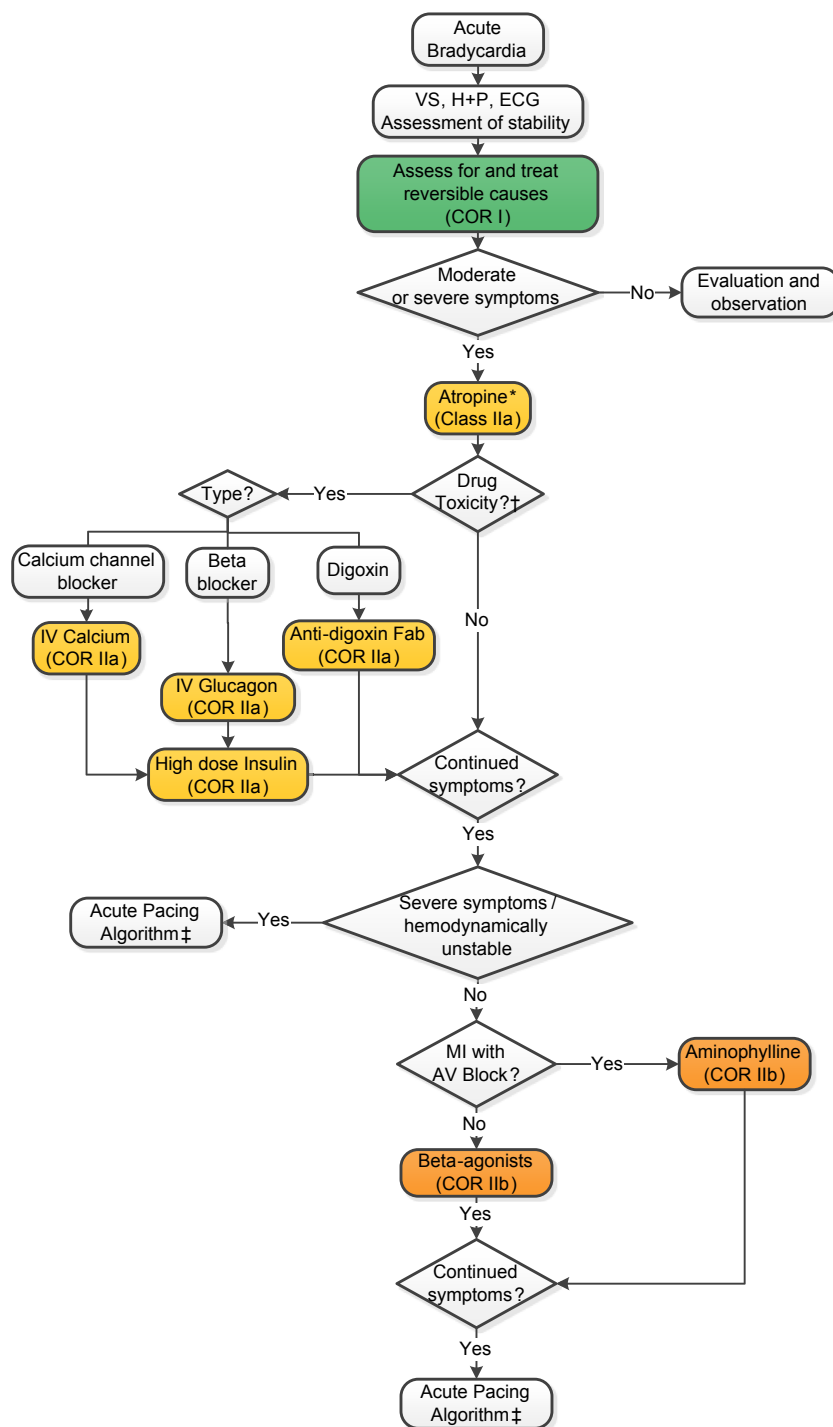 Acute
Bradycardia
VS, H+P, ECG
Assessment of stability
Assess for and treat
reversible causes
(COR I)
Moderate
or severe symptoms
No
Evaluation and
observation
Yes
Atropine*
(Class IIa)
Drug
Toxicity?†
Yes
Type?
Calcium channel
blocker
Beta
blocker
Digoxin
No
IV Calcium
(COR IIa)
Anti-digoxin Fab
(COR IIa)
IV Glucagon
(COR IIa)
High dose Insulin
(COR IIa)
Continued
symptoms?
Yes
Severe symptoms /
hemodynamically
unstable
Yes
Acute Pacing
Algorithm‡
No
MI with
AV Block?
Yes
Aminophylline
(COR IIb)
No
Beta-agonists
(COR IIb)
Yes
Continued
symptoms?
Yes
Acute Pacing
Algorithm‡